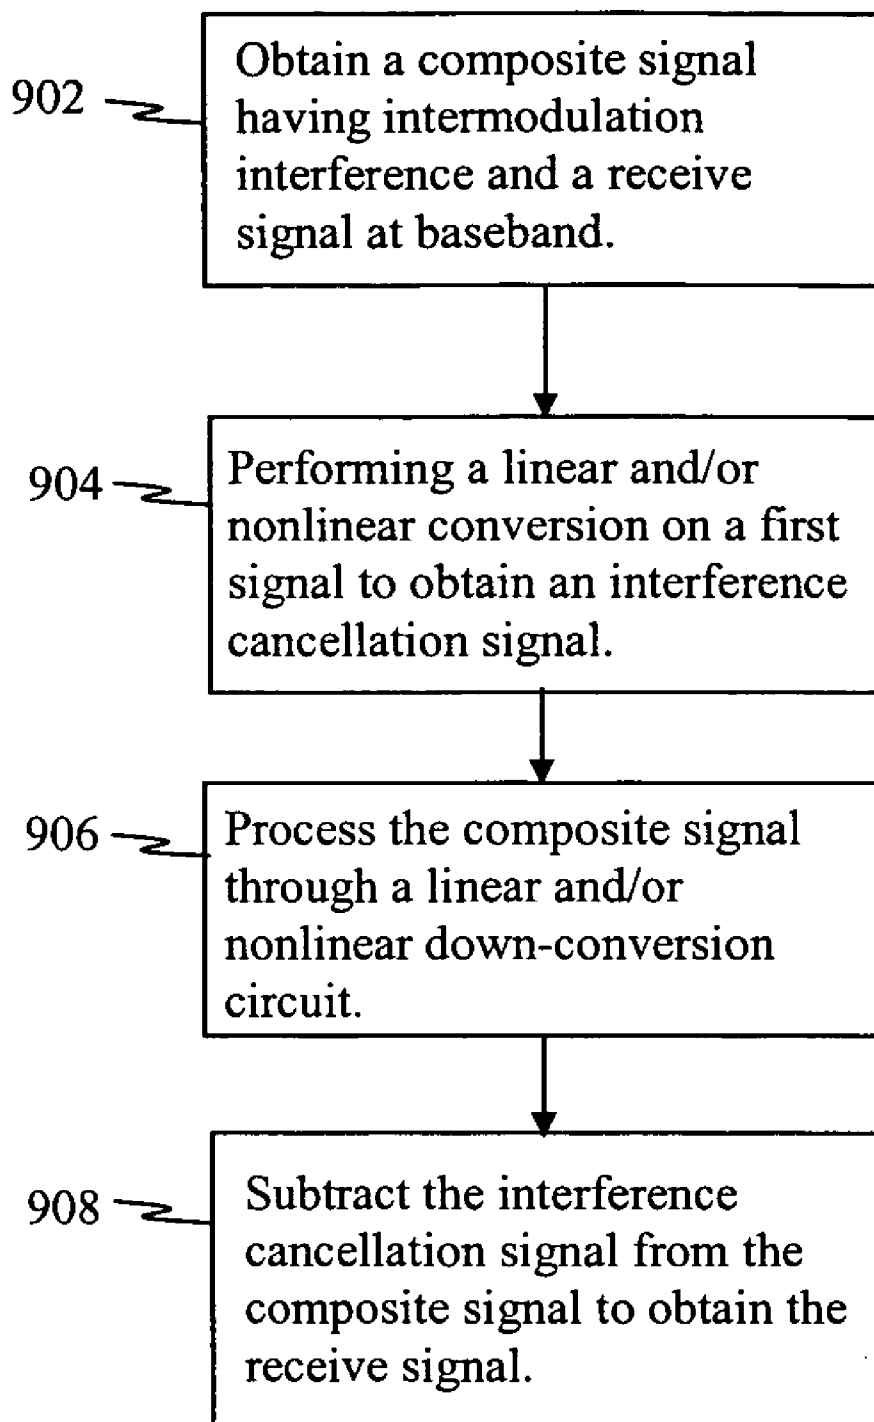 902
Obtain a composite signal
having intermodulation
interference and a receive
signal at baseband.
904
Performing a linear and/or
nonlinear conversion on a first
signal to obtain an interference
cancellation signal.
906
Process the composite signal
through a linear and/or
nonlinear down-conversion
circuit.
908
Subtract the interference
cancellation signal from the
composite signal to obtain the
receive signal.